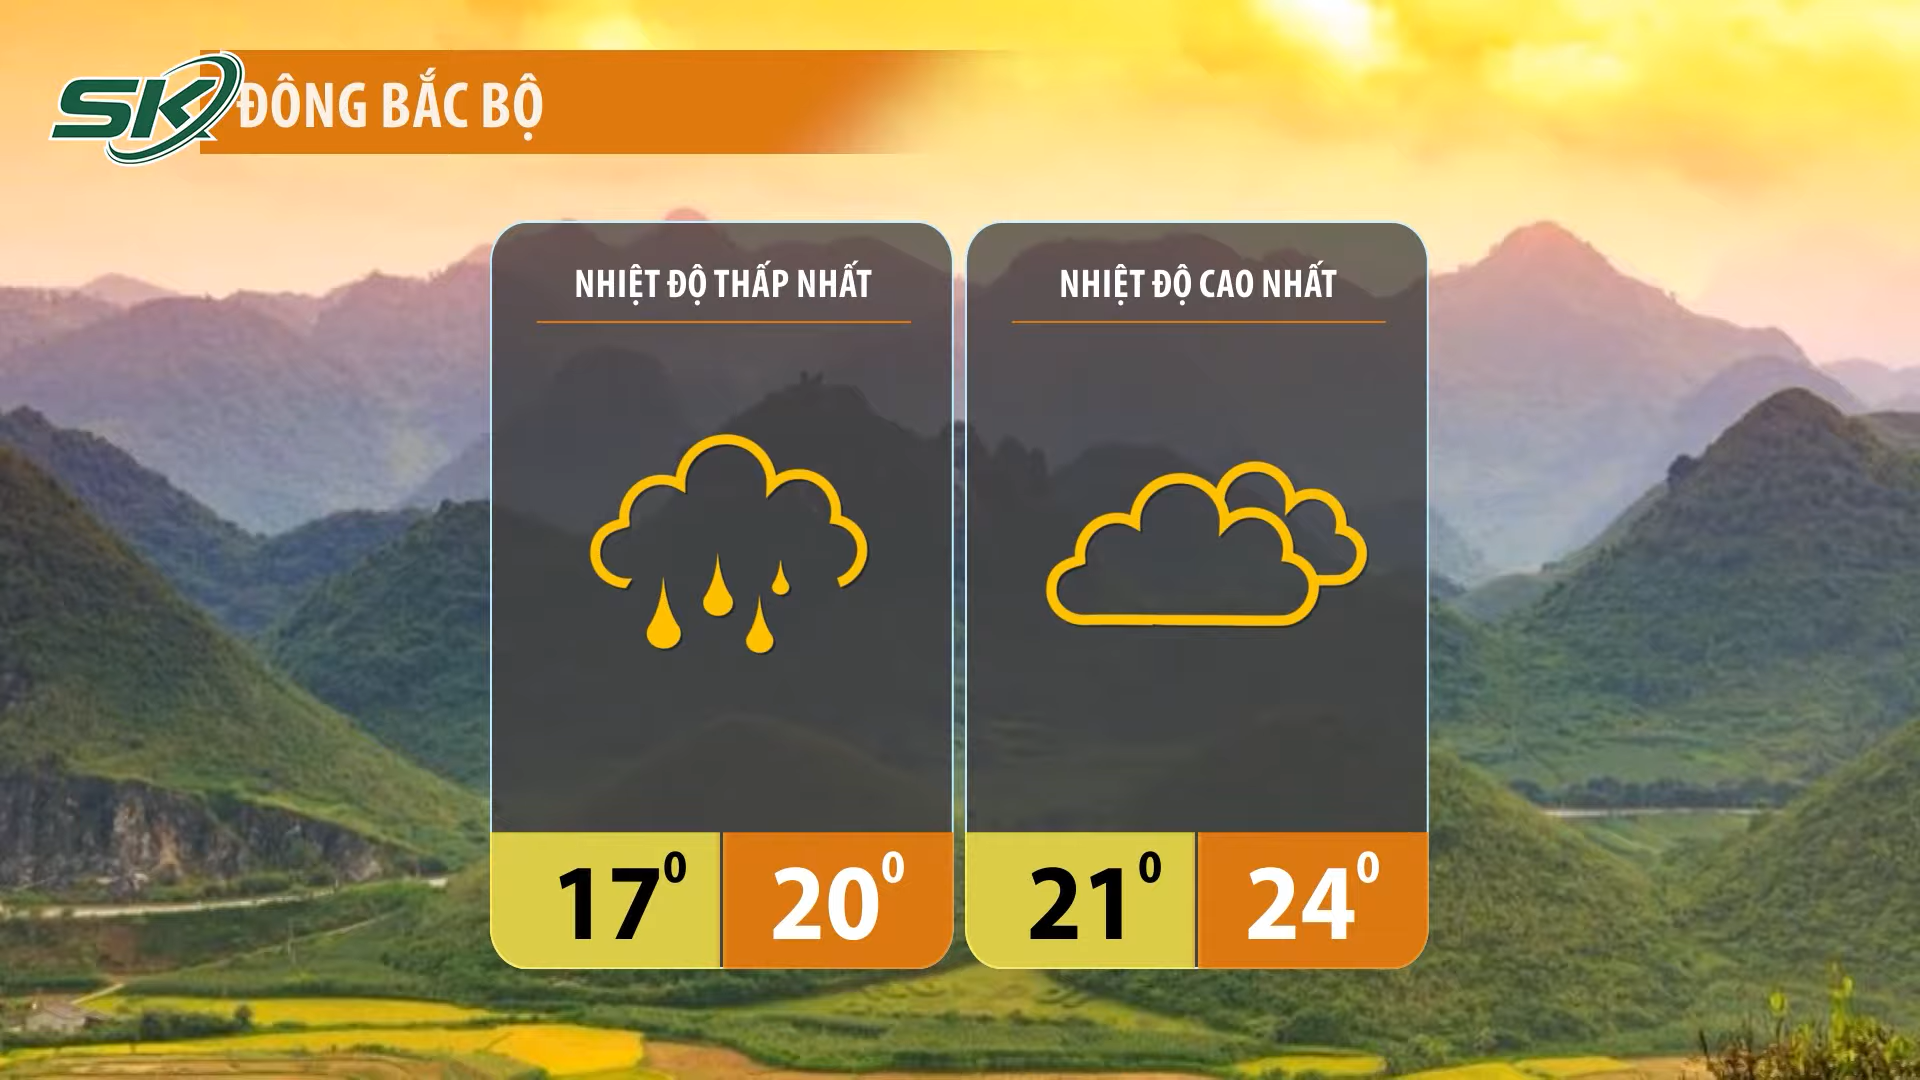 SK
ĐÔNG BẮC BỘ
NHIỆT ĐỘ THẤP NHẤT
NHIỆT ĐỘ CAO NHẤT
17⁰ 20⁰
21⁰ 24⁰